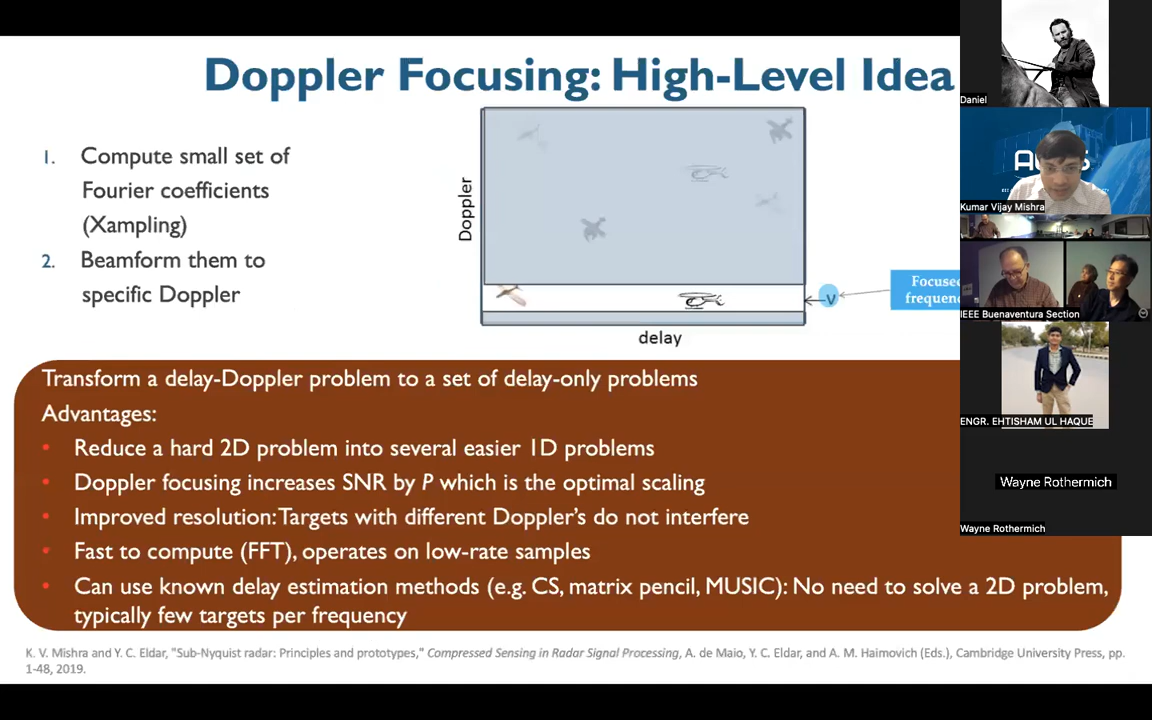 Doppler Focusing: High-Level Idea
1. Compute small set of
Fourier coefficients
(Xampling)
2. Beamform them to
specific Doppler
Doppler
delay
v
Focused
frequenc
Transform a delay-Doppler problem to a set of delay-only problems
Advantages:
• Reduce a hard 2D problem into several easier 1D problems
• Doppler focusing increases SNR by P which is the optimal scaling
• Improved resolution: Targets with different Doppler's do not interfere
• Fast to compute (FFT), operates on low-rate samples
• Can use known delay estimation methods (e.g. CS, matrix pencil, MUSIC): No need to solve a 2D problem,
typically few targets per frequency
K. V. Mishra and Y. C. Eldar, "Sub-Nyquist radar: Principles and prototypes," Compressed Sensing in Radar Signal Processing, A. de Maio, Y. C. Eldar, and A. M. Haimovich (Eds.), Cambridge University Press, pp.
1-48, 2019.
Daniel
Kumar Vijay Mishra
IEEE Buenaventura Section
ENGR. EHTISHAM UL HAQUE
Wayne Rothermich
Wayne Rothermich